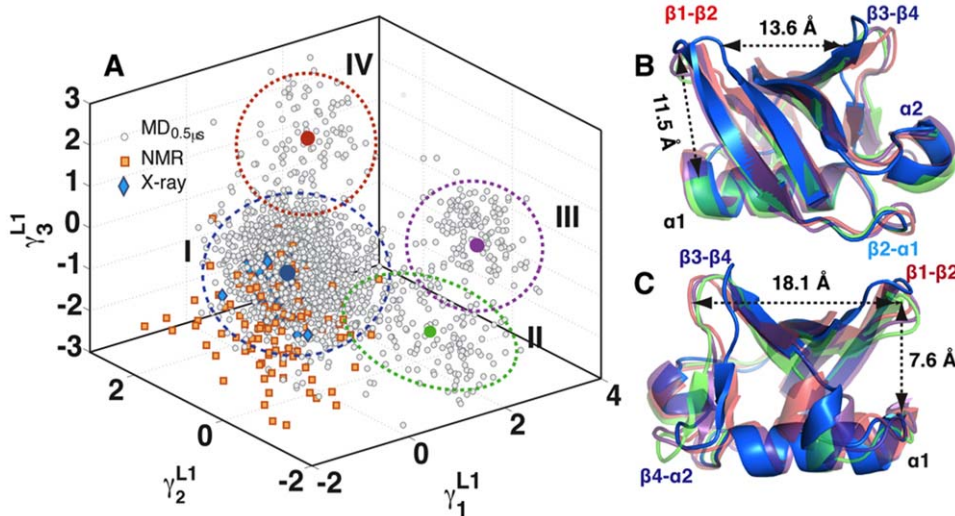 A
IV
3
2
1
0
-1
-2
-3
MD0.5μs
NMR
X-ray
I
III
II
γ3L1
2
0
-2
γ2L1
-2
0
2
4
γ1L1
β1-β2
13.6 Å
β3-β4
B
11.5 Å
α2
α1
β2-α1
C
β3-β4
18.1 Å
β1-β2
7.6 Å
β4-α2
α1